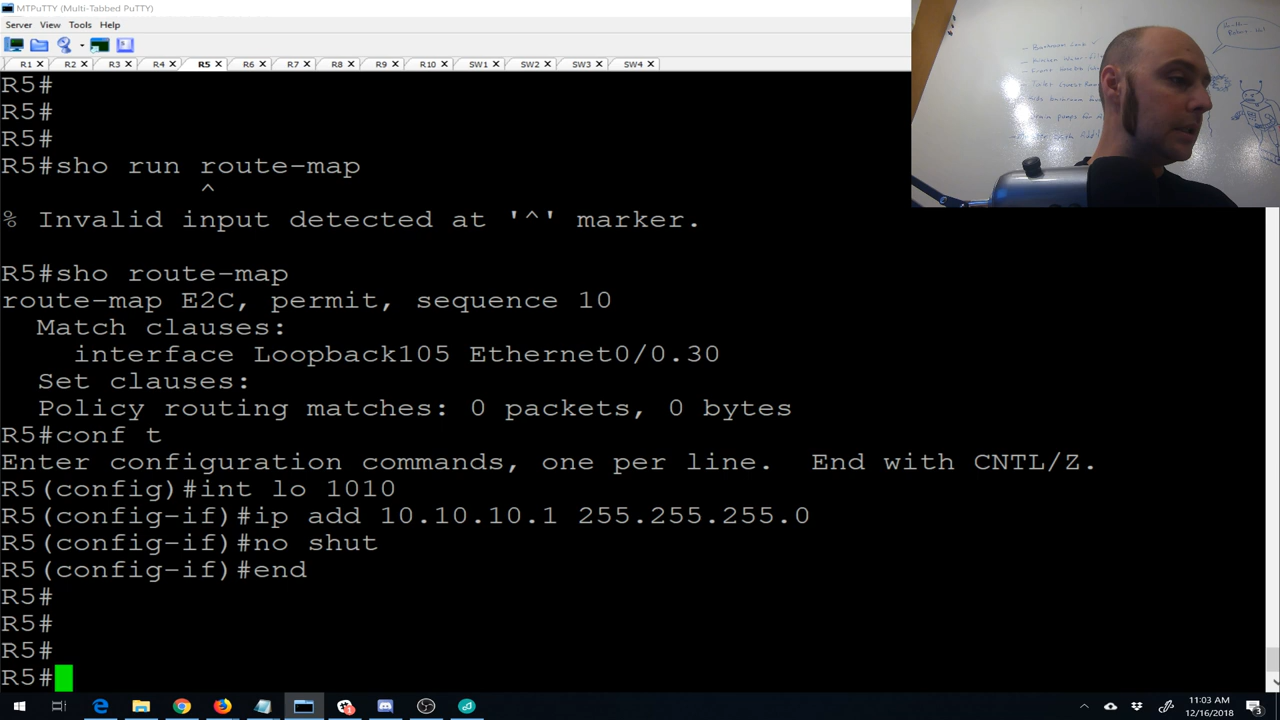 MTPuTTY (Multi-Tabbed PuTTY)
Server View Tools Help
R1 R2 R3 R4 R5 R6 R7 R8 R9 R10 SW1 SW2 SW3 SW4
R5#
R5#
R5#
R5#sho run route-map
^
% Invalid input detected at '^' marker.
R5#sho route-map
route-map E2C, permit, sequence 10
Match clauses:
interface Loopback105 Ethernet0/0.30
Set clauses:
Policy routing matches: 0 packets, 0 bytes
R5#conf t
Enter configuration commands, one per line. End with CNTL/Z.
R5(config)#int lo 1010
R5(config-if)#ip add 10.10.10.1 255.255.255.0
R5(config-if)#no shut
R5(config-if)#end
R5#
R5#
R5#
R5#
11:03 AM
12/16/2018
3